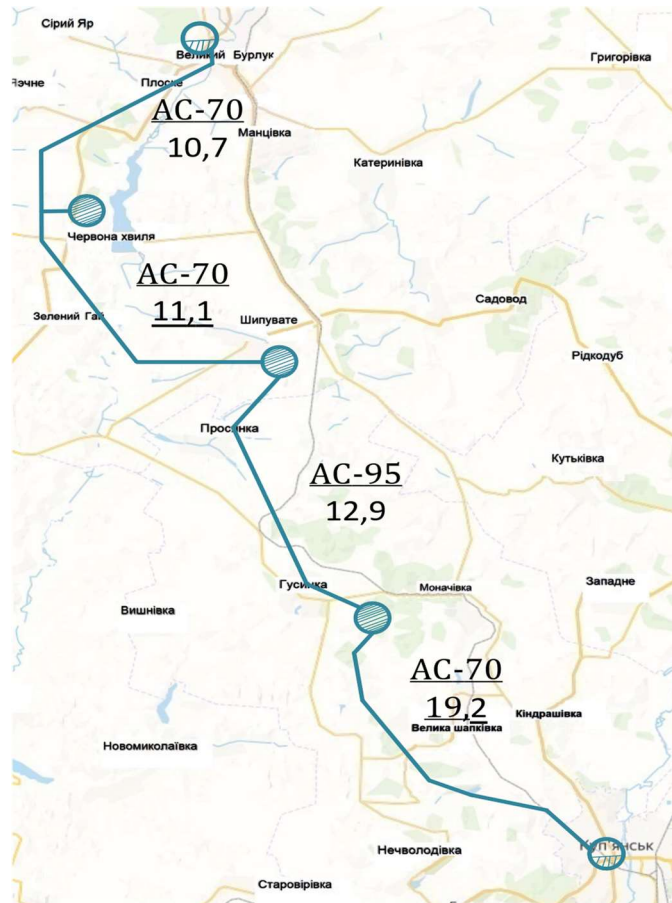 Сірий Яр
Великий Бурлук
Григорівка
Плоске
АС-70
10,7
Манцівка
Катеринівка
Червона хвиля
АС-70
11,1
Садовод
Зелений Гай
Шипувате
Рідкодуб
Просянка
Кутьківка
АС-95
12,9
Гусинка
Моначівка
Западне
Вишнівка
АС-70
19,2
Кіндрашівка
Велика шапківка
Новомиколаївка
Нечволодівка
Куп'янськ
Старовірівка